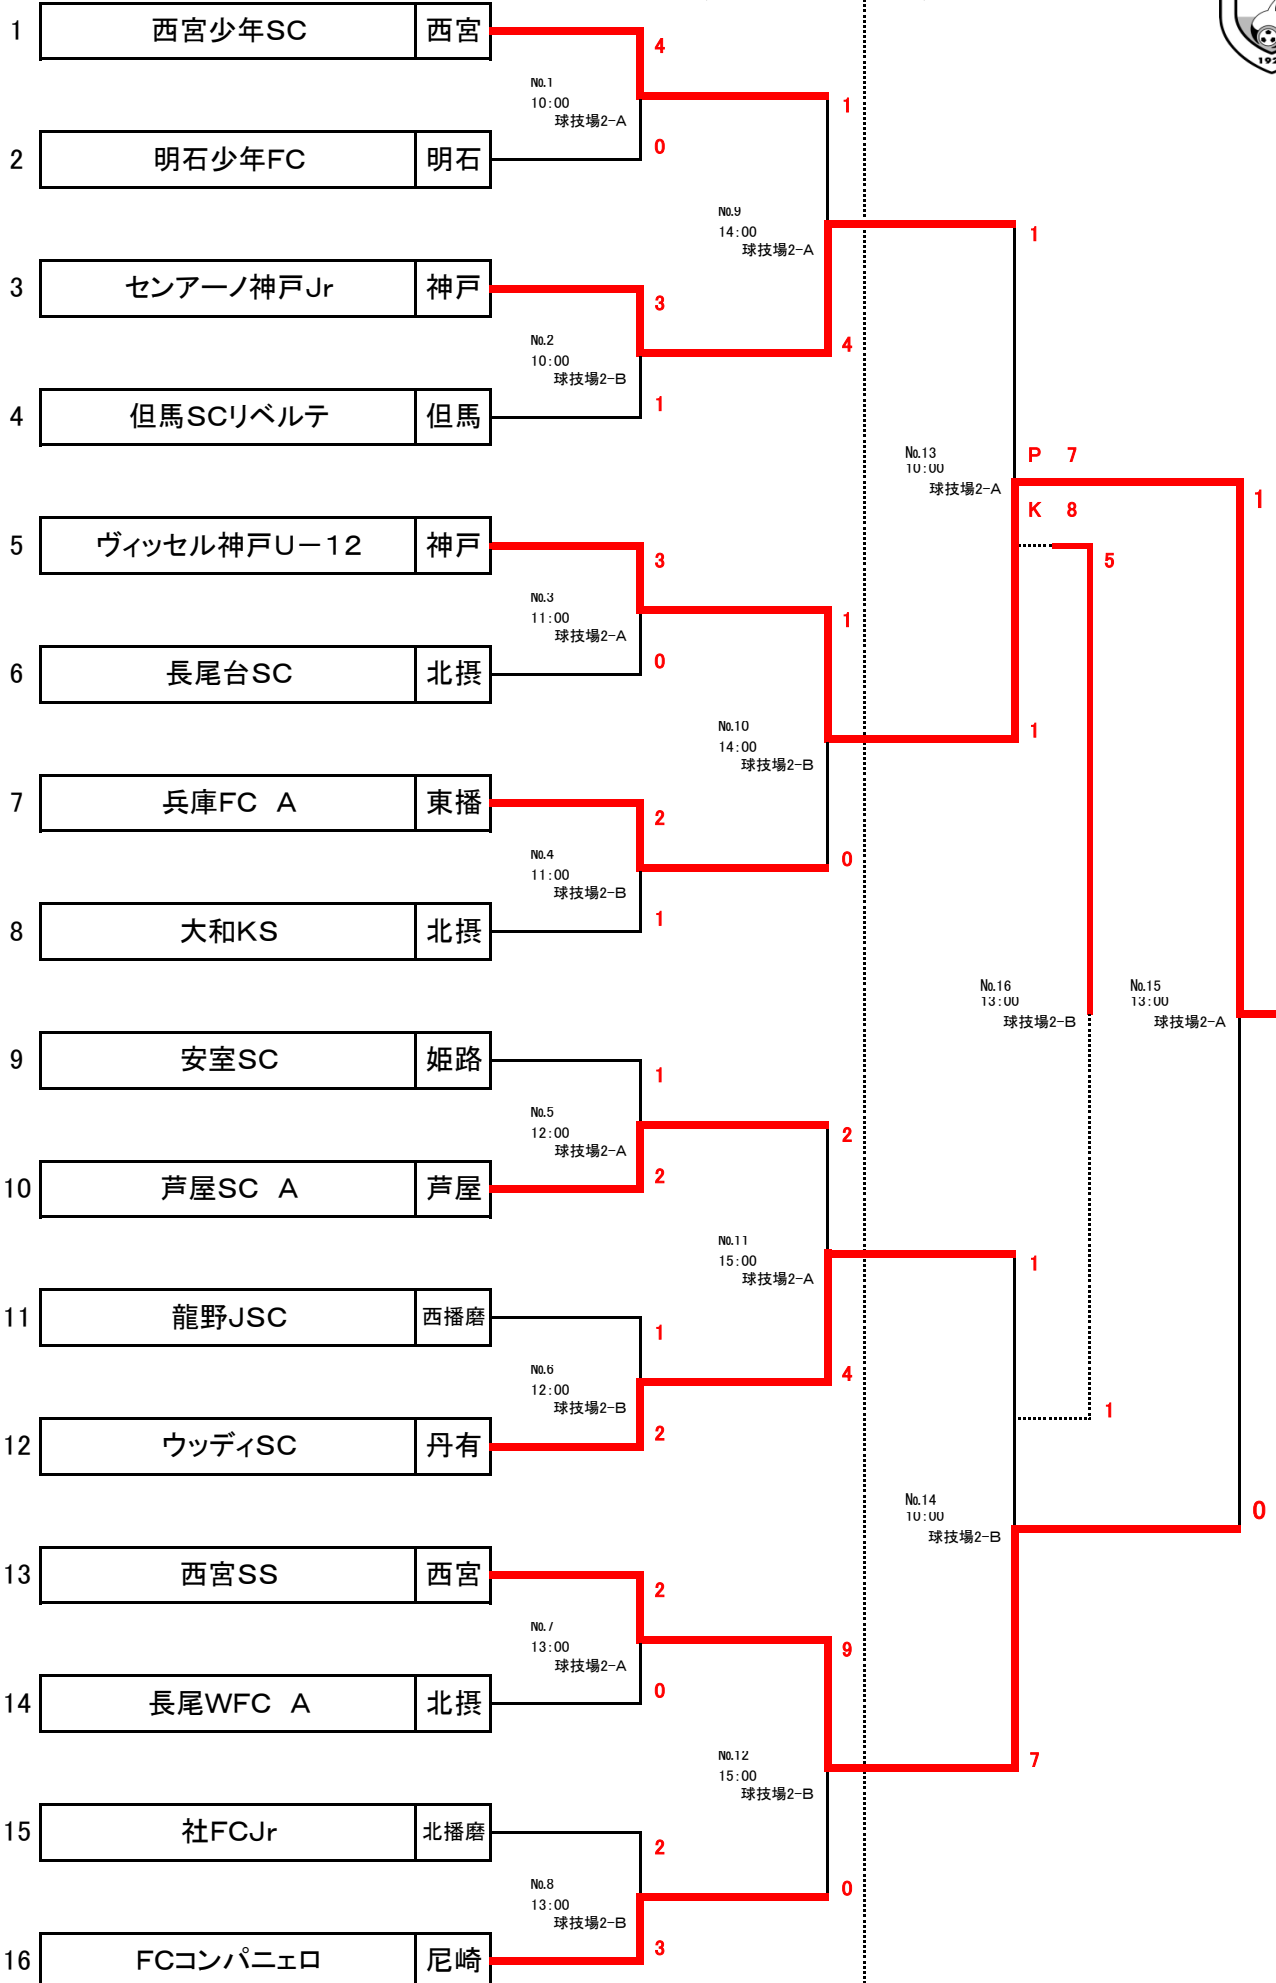 1 西宮少年SC 西宮
4
No.1
10:00
球技場2-A
1
0
2 明石少年FC 明石
No.9
14:00
球技場2-A
1
3 センアーノ神戸Jr 神戸
3
No.2
10:00
球技場2-B
4
1
4 但馬SCリベルテ 但馬
No.13
10:00
球技場2-A
P 7
K 8
1
5 ヴィッセル神戸U－12 神戸
3
5
No.3
11:00
球技場2-A
1
0
6 長尾台SC 北摂
No.10
14:00
球技場2-B
1
7 兵庫FC A 東播
2
No.4
11:00
球技場2-B
0
1
8 大和KS 北摂
No.16
13:00
球技場2-B
No.15
13:00
球技場2-A
9 安室SC 姫路
1
No.5
12:00
球技場2-A
2
2
10 芦屋SC A 芦屋
No.11
15:00
球技場2-A
1
11 龍野JSC 西播磨
1
No.6
12:00
球技場2-B
4
2
1
12 ウッディSC 丹有
No.14
10:00
球技場2-B
0
13 西宮SS 西宮
2
No.7
13:00
球技場2-A
9
0
14 長尾WFC A 北摂
No.12
15:00
球技場2-B
7
15 社FCJr 北播磨
2
No.8
13:00
球技場2-B
0
3
16 FCコンパニェロ 尼崎